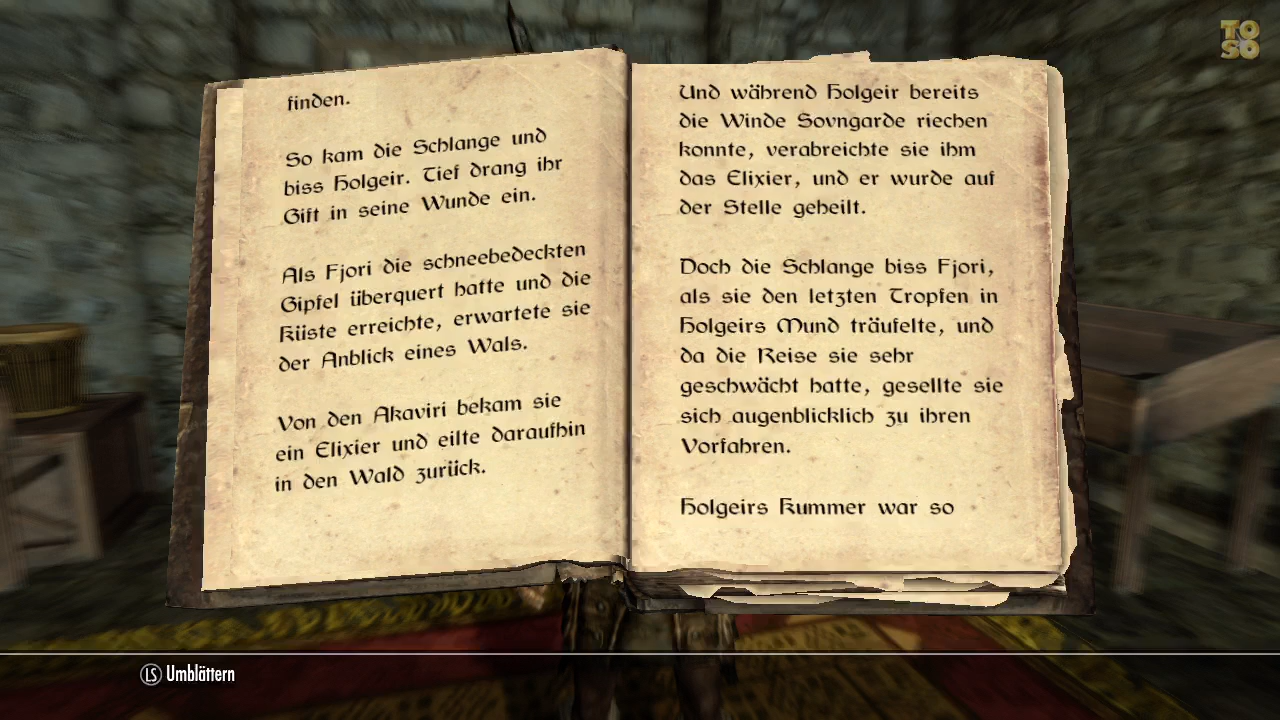 finden.
So kam die Schlange und
biss Holgeir. Tief drang ihr
Gift in seine Wunde ein.
Als Fjori die schneebedeckten
Gipfel überquert hatte und die
Küste erreichte, erwartete sie
der Anblick eines Wals.
Von den Akaviri bekam sie
ein Elixier und eilte daraufhin
in den Wald zurück.
Und während Holgeir bereits
die Winde Sovngarde riechen
konnte, verabreichte sie ihm
das Elixier, und er wurde auf
der Stelle geheilt.
Doch die Schlange biss Fjori,
als sie den letzten Tropfen in
Holgeirs Mund träufelte, und
da die Reise sie sehr
geschwächt hatte, gesellte sie
sich augenblicklich zu ihren
Vorfahren.
Holgeirs Kummer war so
TO
SO
LS Umblättern